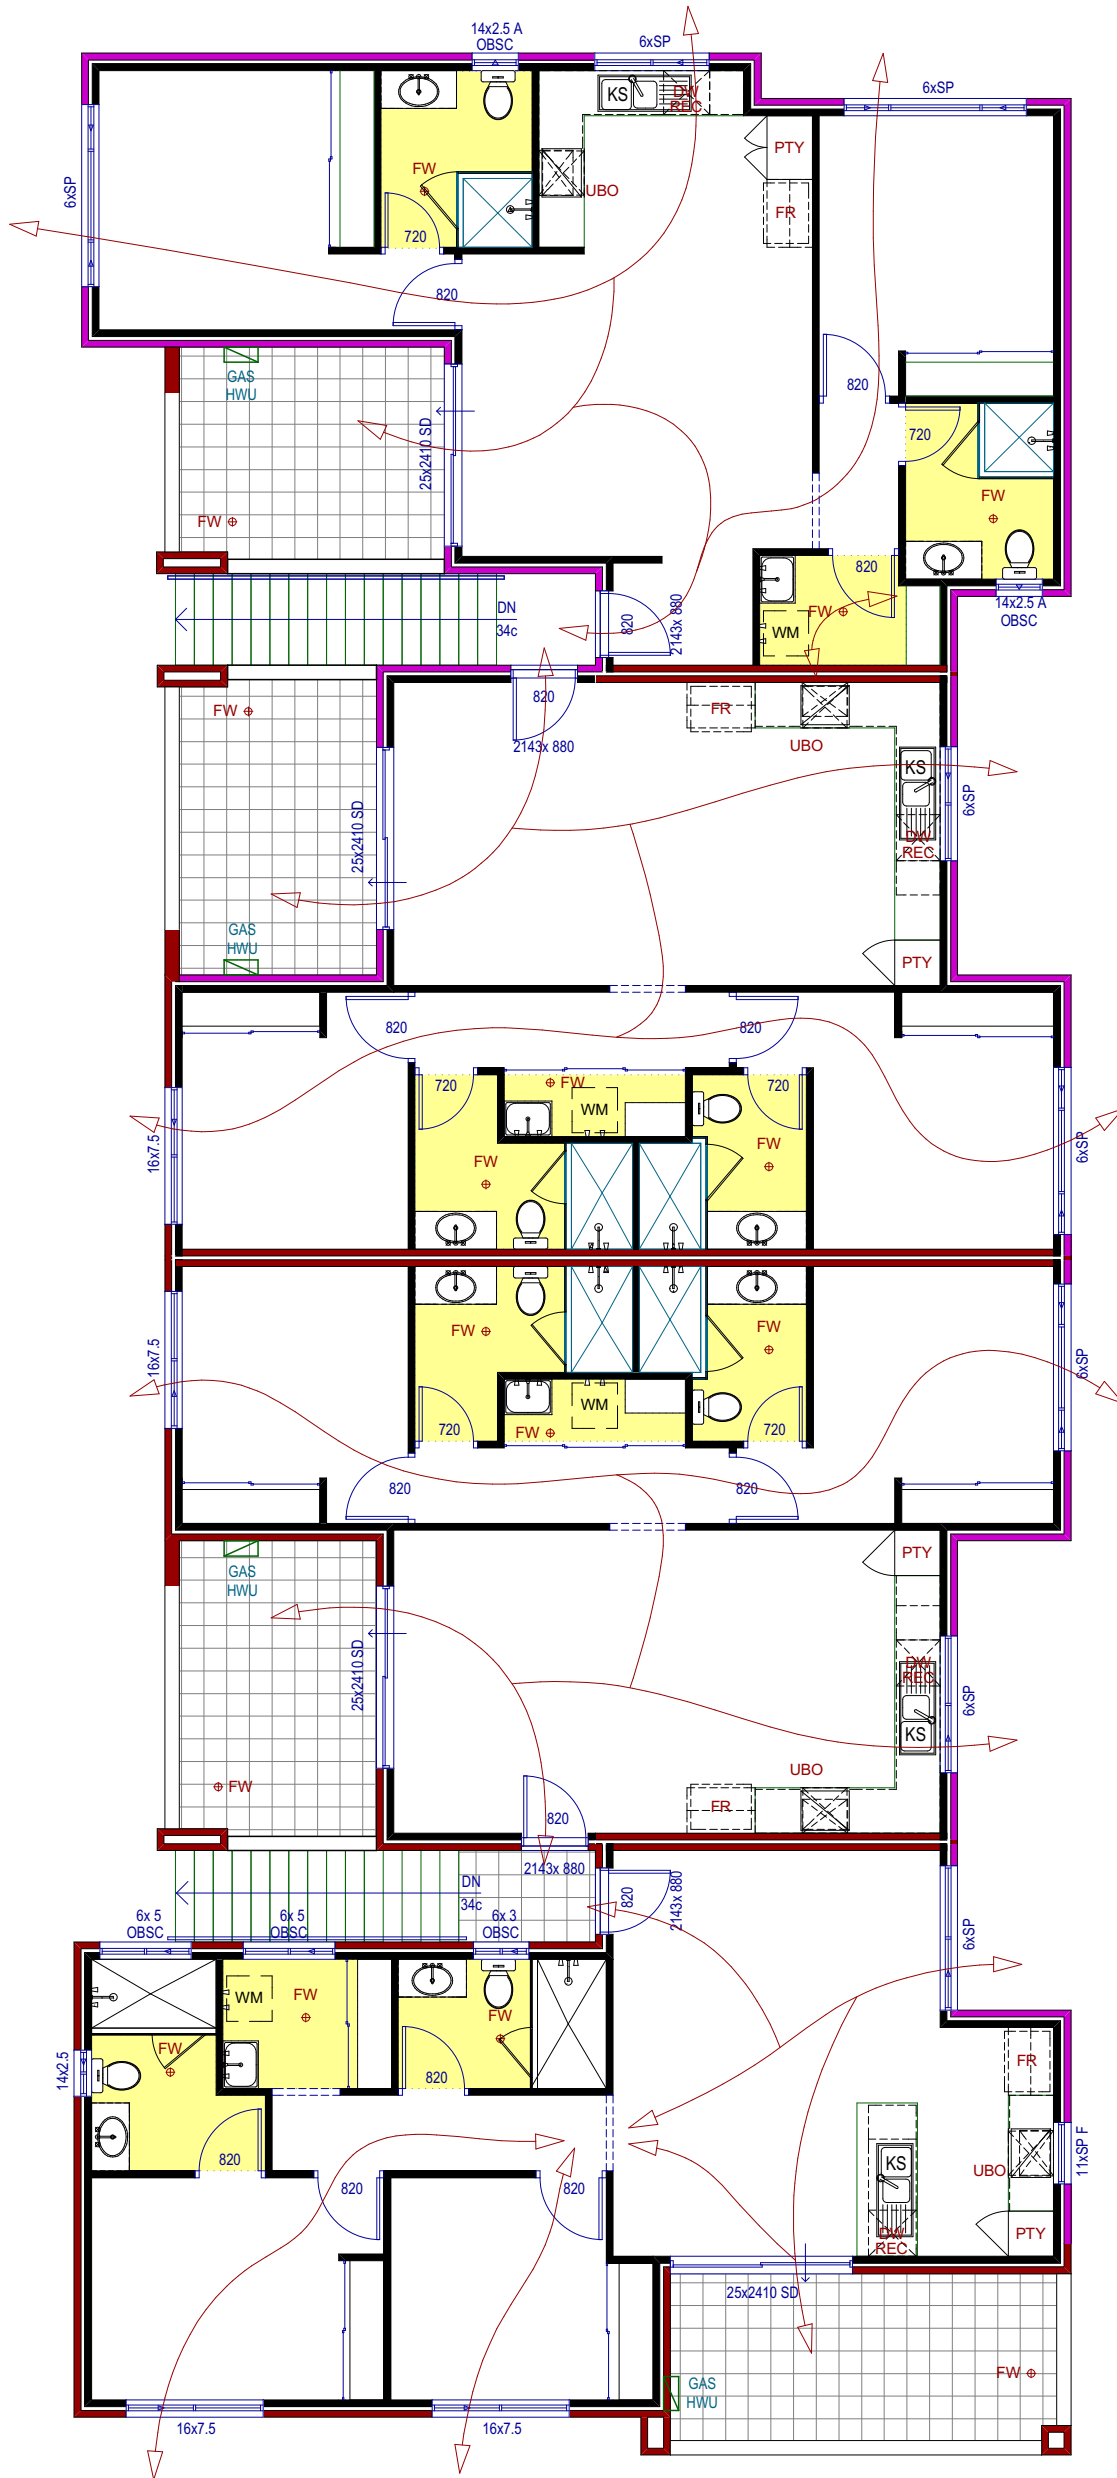 14x2.5 A
OBSC
6xSP
6xSP
6xSP
KS
DW
REC
PTY
FW
UBO
FR
720
820
820
720
GAS
HWU
25x2410 SD
FW
FW
820
DN
34c
820
2143x 880
FW
WM
14x2.5 A
OBSC
820
2143x 880
FW
FR
UBO
KS
DW
REC
6xSP
25x2410 SD
GAS
HWU
PTY
820
820
720
FW
WM
720
16x7.5
FW
FW
6xSP
16x7.5
FW
FW
6xSP
720
FW
WM
720
820
820
GAS
HWU
PTY
25x2410 SD
DW
REC
KS
6xSP
UBO
FW
FR
820
2143x 880
DN
34c
820
2143x 880
6x 5
OBSC
6x 5
OBSC
6x 3
OBSC
6xSP
WM
FW
FW
FW
14x2.5
820
FR
820
820
820
KS
UBO
11xSP F
DW
REC
PTY
25x2410 SD
GAS
HWU
FW
16x7.5
16x7.5